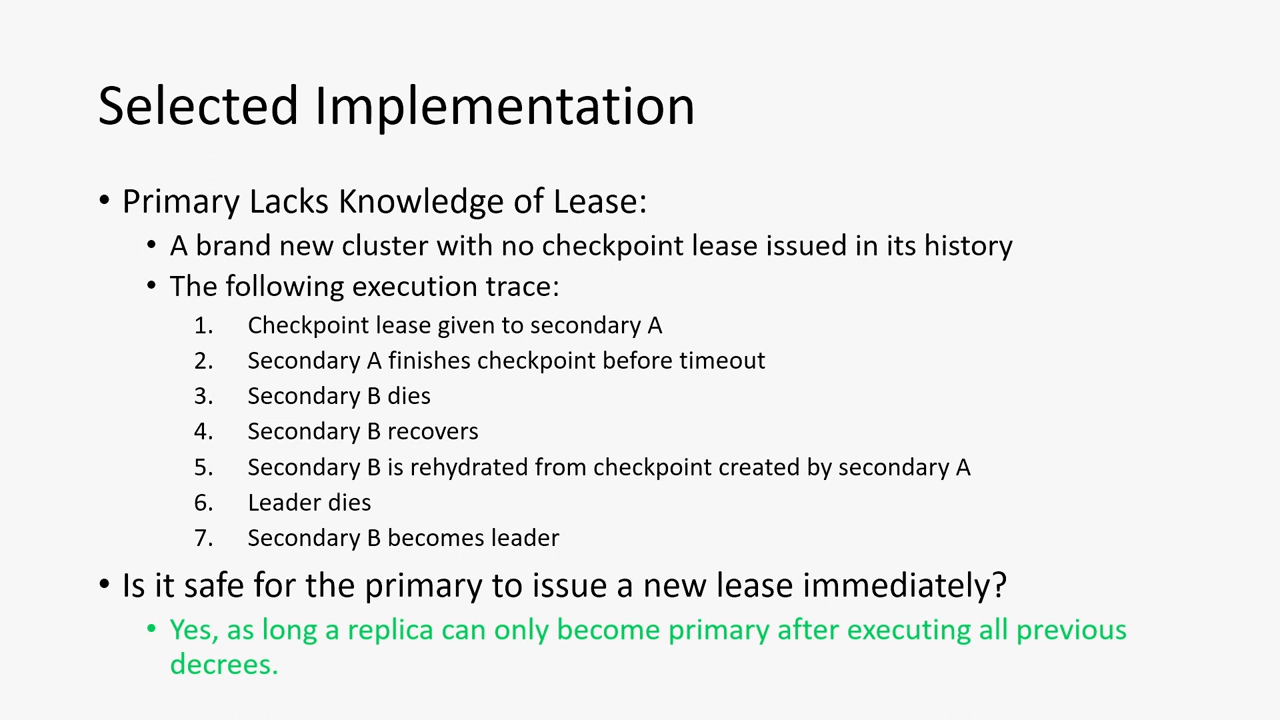 Selected Implementation
• Primary Lacks Knowledge of Lease:
• A brand new cluster with no checkpoint lease issued in its history
• The following execution trace:
1. Checkpoint lease given to secondary A
2. Secondary A finishes checkpoint before timeout
3. Secondary B dies
4. Secondary B recovers
5. Secondary B is rehydrated from checkpoint created by secondary A
6. Leader dies
7. Secondary B becomes leader
• Is it safe for the primary to issue a new lease immediately?
• Yes, as long a replica can only become primary after executing all previous
decrees.